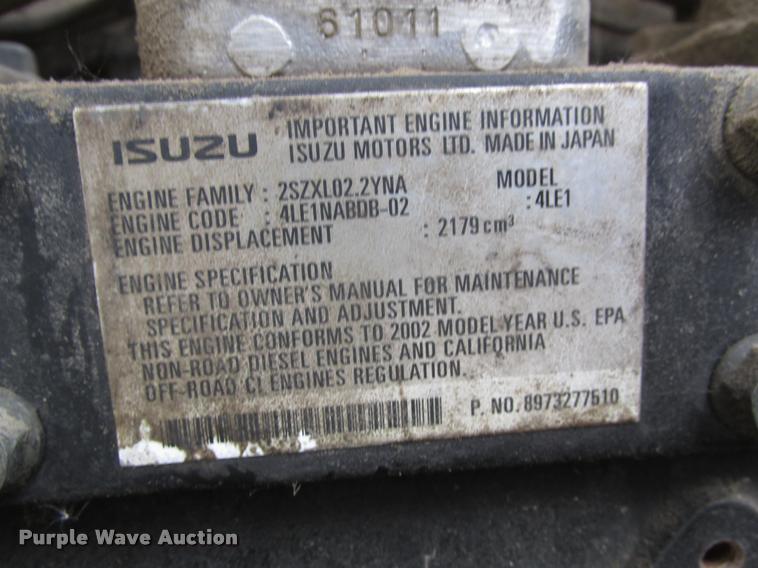 61011
ISUZU
IMPORTANT ENGINE INFORMATION
ISUZU MOTORS LTD. MADE IN JAPAN
ENGINE FAMILY : 2SZXL02.2YNA MODEL
ENGINE CODE : 4LE1NABDB-02 : 4LE1
ENGINE DISPLACEMENT : 2179 cm³
ENGINE SPECIFICATION
REFER TO OWNER'S MANUAL FOR MAINTENANCE
SPECIFICATION AND ADJUSTMENT.
THIS ENGINE CONFORMS TO 2002 MODEL YEAR U.S. EPA
NON-ROAD DIESEL ENGINES AND CALIFORNIA
OFF-ROAD CI ENGINES REGULATION.
P. NO. 8973277510
Purple Wave Auction